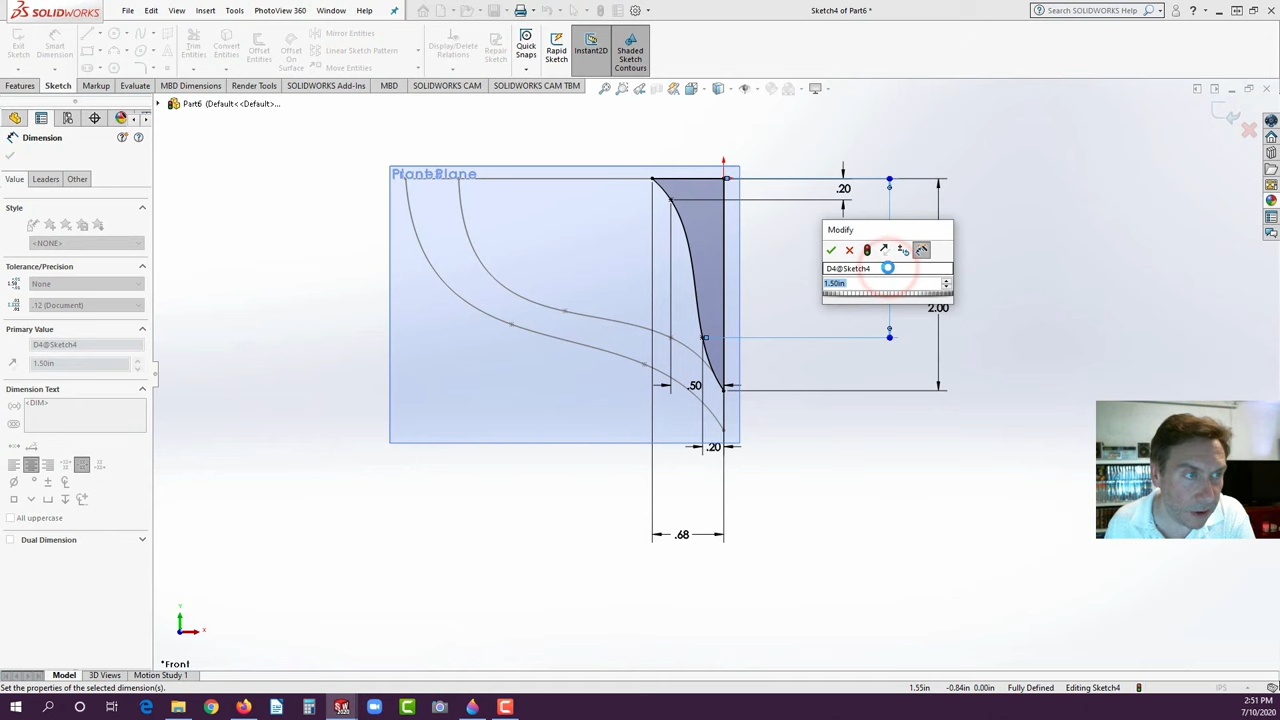 SOLIDWORKS
File Edit View Insert Tools PhotoView 360 Window Help
Sketch4 of Part6 *
Search SOLIDWORKS Help
Exit Sketch
Smart Dimension
Trim Entities
Convert Entities
Offset Entities
Offset On Surface
Mirror Entities
Linear Sketch Pattern
Move Entities
Display/Delete Relations
Repair Sketch
Quick Snaps
Rapid Sketch
Instant2D
Shaded Sketch Contours
Features Sketch Markup Evaluate MBD Dimensions Render Tools SOLIDWORKS Add-Ins MBD SOLIDWORKS CAM SOLIDWORKS CAM TBM
Part6 (Default<<Default>...
Dimension
Value Leaders Other
Style
<NONE>
Tolerance/Precision
None
.12 (Document)
Primary Value
D4@Sketch4
1.50in
Dimension Text
<DIM>
All uppercase
Dual Dimension
.20
Modify
D4@Sketch4
1.50in
2.00
.50
.20
.68
Y
X
*Front
Model 3D Views Motion Study 1
Set the properties of the selected dimension(s).
1.55in -0.84in 0.00in Fully Defined Editing Sketch4 IPS
2:51 PM
7/10/2020